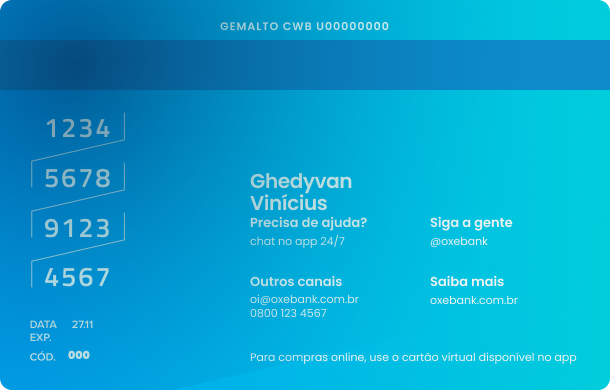 GEMALTO CWB U00000000
1234
5678
9123
4567
DATA EXP. 27.11
CÓD. 000
Ghedyvan
Vinícius
Precisa de ajuda?
chat no app 24/7
Siga a gente
@oxebank
Outros canais
oi@oxebank.com.br
0800 123 4567
Saiba mais
oxebank.com.br
Para compras online, use o cartão virtual disponível no app